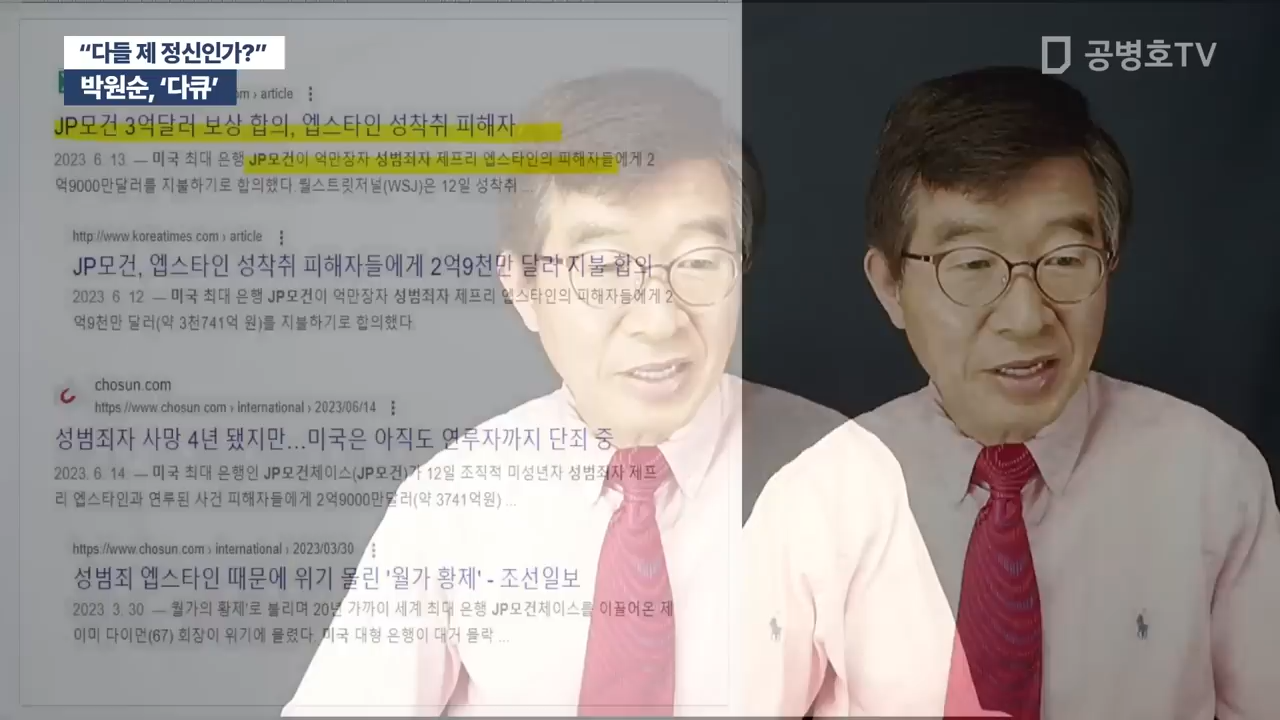 “다들 제 정신인가?”
박원순, ‘다큐’
공병호TV
om › article
JP모건 3억달러 보상 합의, 엡스타인 성착취 피해자
2023. 6. 13. — 미국 최대 은행 JP모건이 억만장자 성범죄자 제프리 엡스타인의 피해자들에게 2
억9000만달러를 지불하기로 합의했다. 월스트릿저널(WSJ)은 12일 성착취 ...
http://www.koreatimes.com › article
JP모건, 엡스타인 성착취 피해자들에게 2억9천만 달러 지불 합의
2023. 6. 12. — 미국 최대 은행 JP모건이 억만장자 성범죄자 제프리 엡스타인의 피해자들에게 2
억9천만 달러(약 3천741억 원)를 지불하기로 합의했다.
chosun.com
https://www.chosun.com › international › 2023/06/14
성범죄자 사망 4년 됐지만...미국은 아직도 연루자까지 단죄 중
2023. 6. 14. — 미국 최대 은행인 JP모건체이스(JP모건)가 12일 조직적 미성년자 성범죄자 제프
리 엡스타인과 연루된 사건 피해자들에게 2억9000만달러(약 3741억원) ...
https://www.chosun.com › international › 2023/03/30
성범죄 엡스타인 때문에 위기 몰린 '월가 황제' - 조선일보
2023. 3. 30. — 월가의 황제'로 불리며 20년 가까이 세계 최대 은행 JP모건체이스를 이끌어온 제
이미 다이먼(67) 회장이 위기에 몰렸다. 미국 대형 은행이 대거 몰락 ...